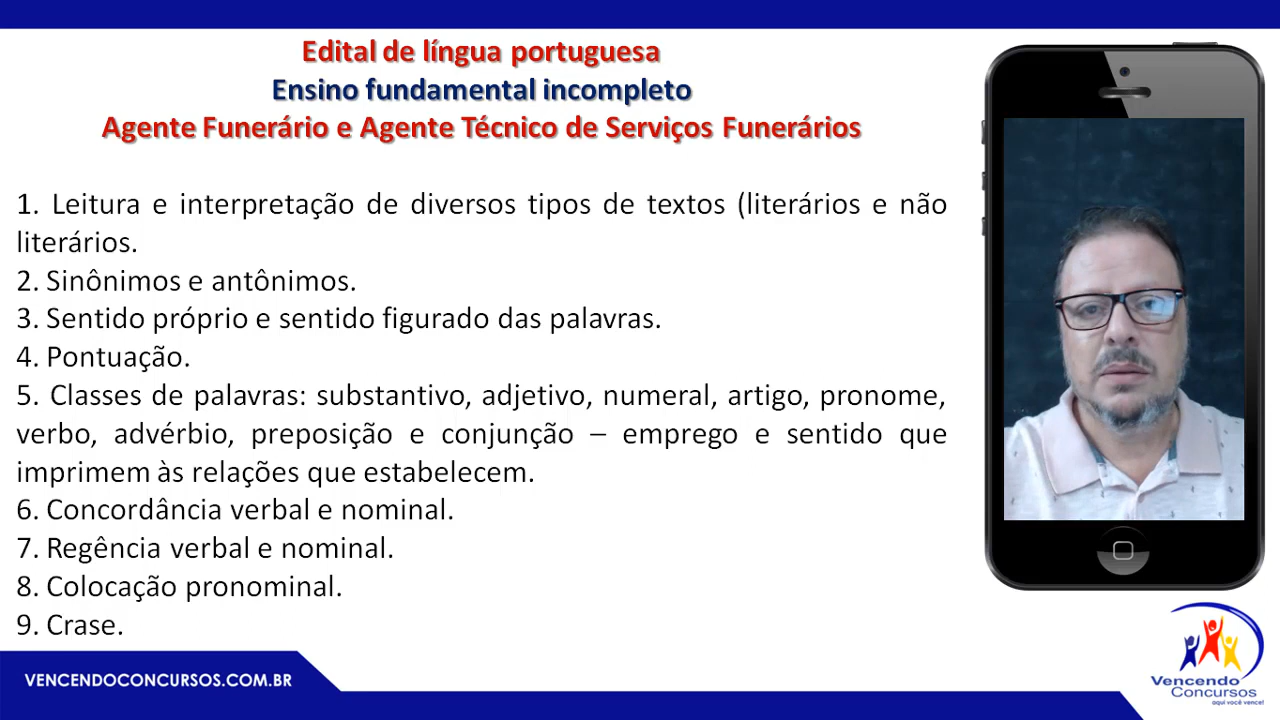 Edital de língua portuguesa
Ensino fundamental incompleto
Agente Funerário e Agente Técnico de Serviços Funerários
1. Leitura e interpretação de diversos tipos de textos (literários e não
literários.
2. Sinônimos e antônimos.
3. Sentido próprio e sentido figurado das palavras.
4. Pontuação.
5. Classes de palavras: substantivo, adjetivo, numeral, artigo, pronome,
verbo, advérbio, preposição e conjunção – emprego e sentido que
imprimem às relações que estabelecem.
6. Concordância verbal e nominal.
7. Regência verbal e nominal.
8. Colocação pronominal.
9. Crase.
VENCENDOCONCURSOS.COM.BR
Vencendo
Concursos
aqui você vence!